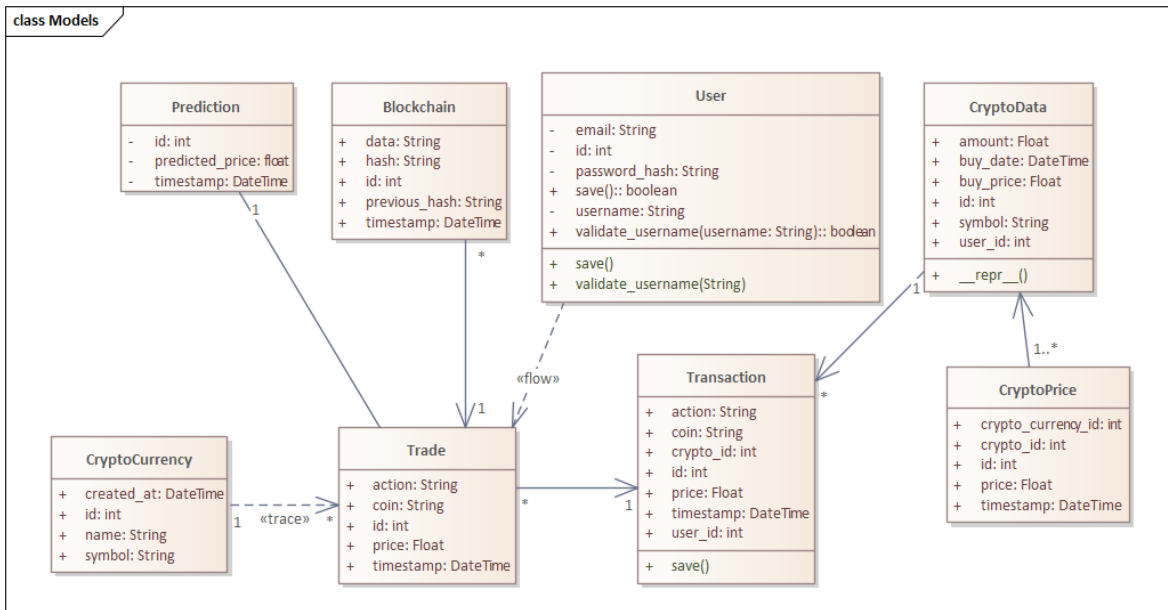 class Models
Prediction
- id: int
- predicted_price: float
- timestamp: DateTime
1
Blockchain
+ data: String
+ hash: String
+ id: int
+ previous_hash: String
+ timestamp: DateTime
*
1
User
- email: String
- id: int
- password_hash: String
+ save():: boolean
- username: String
+ validate_username(username: String):: boolean
+ save()
+ validate_username(String)
«flow»
CryptoData
+ amount: Float
+ buy_date: DateTime
+ buy_price: Float
+ id: int
+ symbol: String
+ user_id: int
+ __repr__()
1
*
1..*
CryptoPrice
+ crypto_currency_id: int
+ crypto_id: int
+ id: int
+ price: Float
+ timestamp: DateTime
CryptoCurrency
+ created_at: DateTime
+ id: int
+ name: String
+ symbol: String
1
«trace»
*
Trade
+ action: String
+ coin: String
+ id: int
+ price: Float
+ timestamp: DateTime
*
1
Transaction
+ action: String
+ coin: String
+ crypto_id: int
+ id: int
+ price: Float
+ timestamp: DateTime
+ user_id: int
+ save()